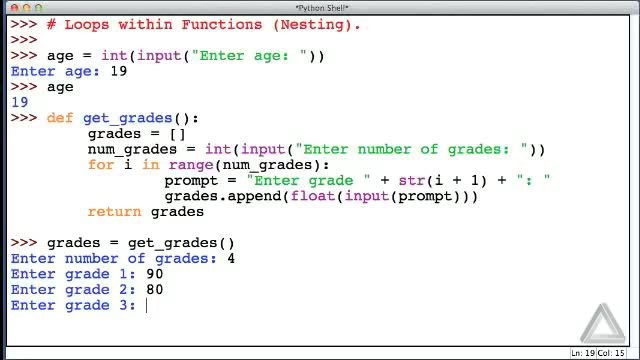 *Python Shell*
>>> # Loops within Functions (Nesting).
>>>
>>> age = int(input("Enter age: "))
Enter age: 19
>>> age
19
>>> def get_grades():
        grades = []
        num_grades = int(input("Enter number of grades: "))
        for i in range(num_grades):
                prompt = "Enter grade " + str(i + 1) + ": "
                grades.append(float(input(prompt)))
        return grades
>>> grades = get_grades()
Enter number of grades: 4
Enter grade 1: 90
Enter grade 2: 80
Enter grade 3:
Ln: 19 Col: 15